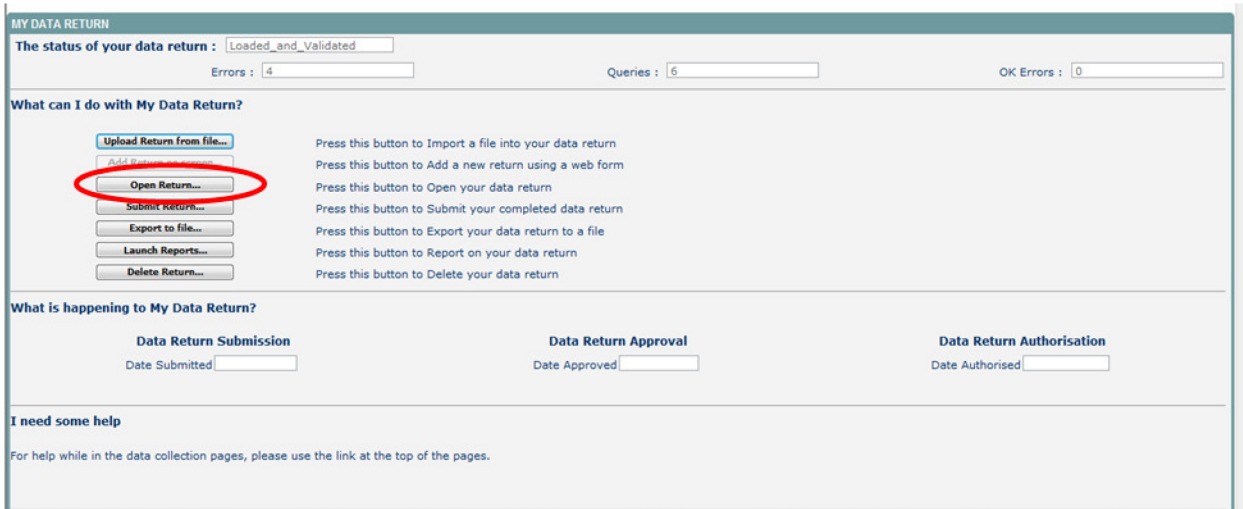 MY DATA RETURN
The status of your data return : Loaded_and_Validated
Errors : 4 Queries : 6 OK Errors : 0
What can I do with My Data Return?
Upload Return from file... Press this button to Import a file into your data return
Add Return on screen... Press this button to Add a new return using a web form
Open Return... Press this button to Open your data return
Submit Return... Press this button to Submit your completed data return
Export to file... Press this button to Export your data return to a file
Launch Reports... Press this button to Report on your data return
Delete Return... Press this button to Delete your data return
What is happening to My Data Return?
Data Return Submission Data Return Approval Data Return Authorisation
Date Submitted Date Approved Date Authorised
I need some help
For help while in the data collection pages, please use the link at the top of the pages.